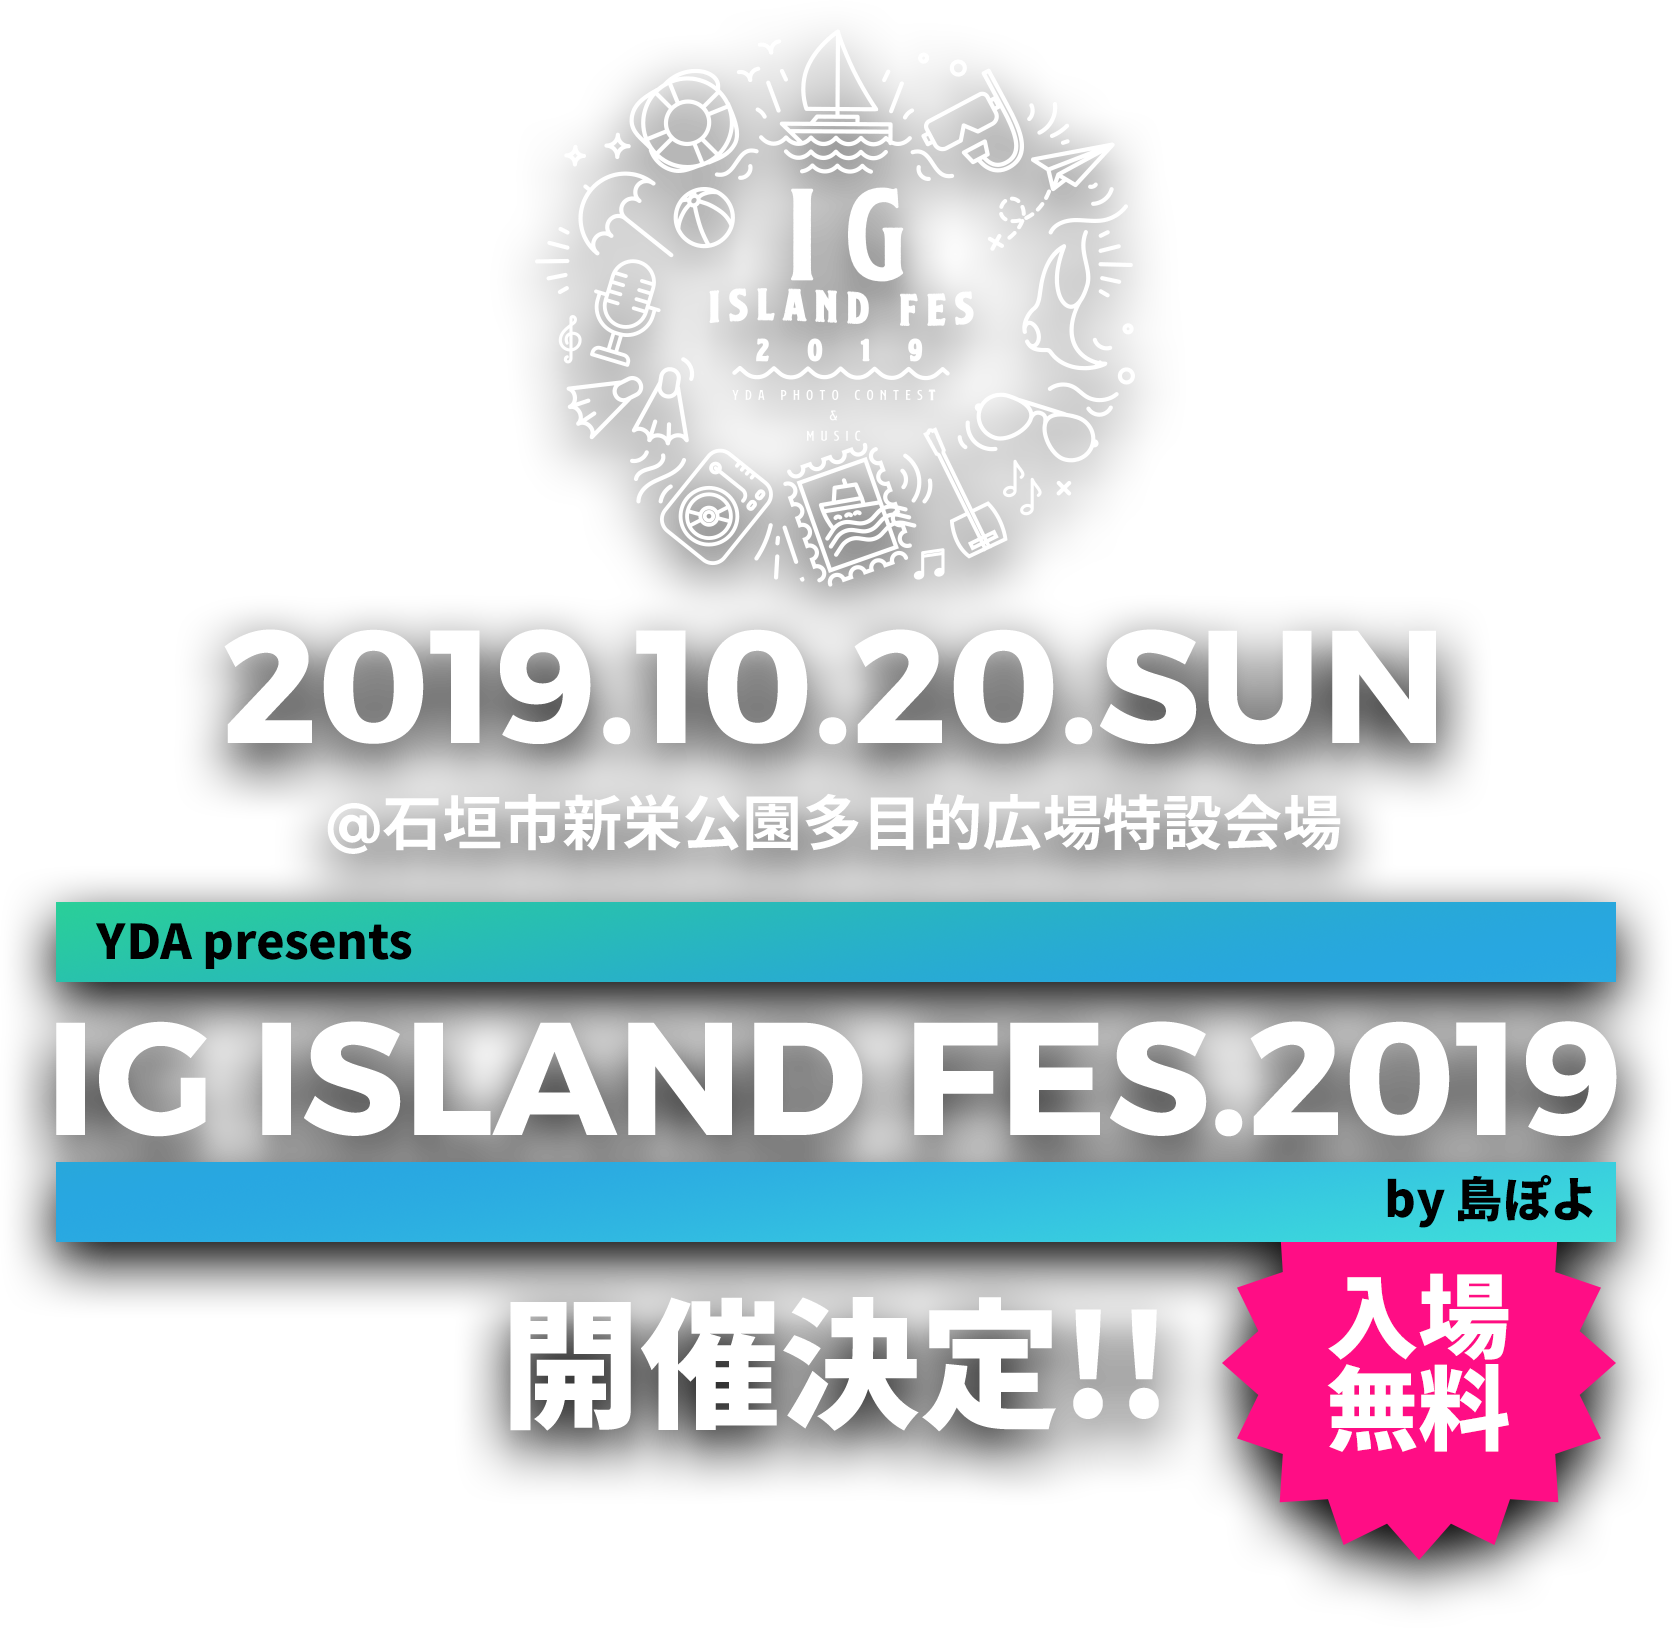 IG
ISLAND FES
2019
YDA PHOTO CONTEST
&
MUSIC
2019.10.20.SUN
@石垣市新栄公園多目的広場特設会場
YDA presents
IG ISLAND FES.2019
by 島ぽよ
開催決定!!
入場
無料